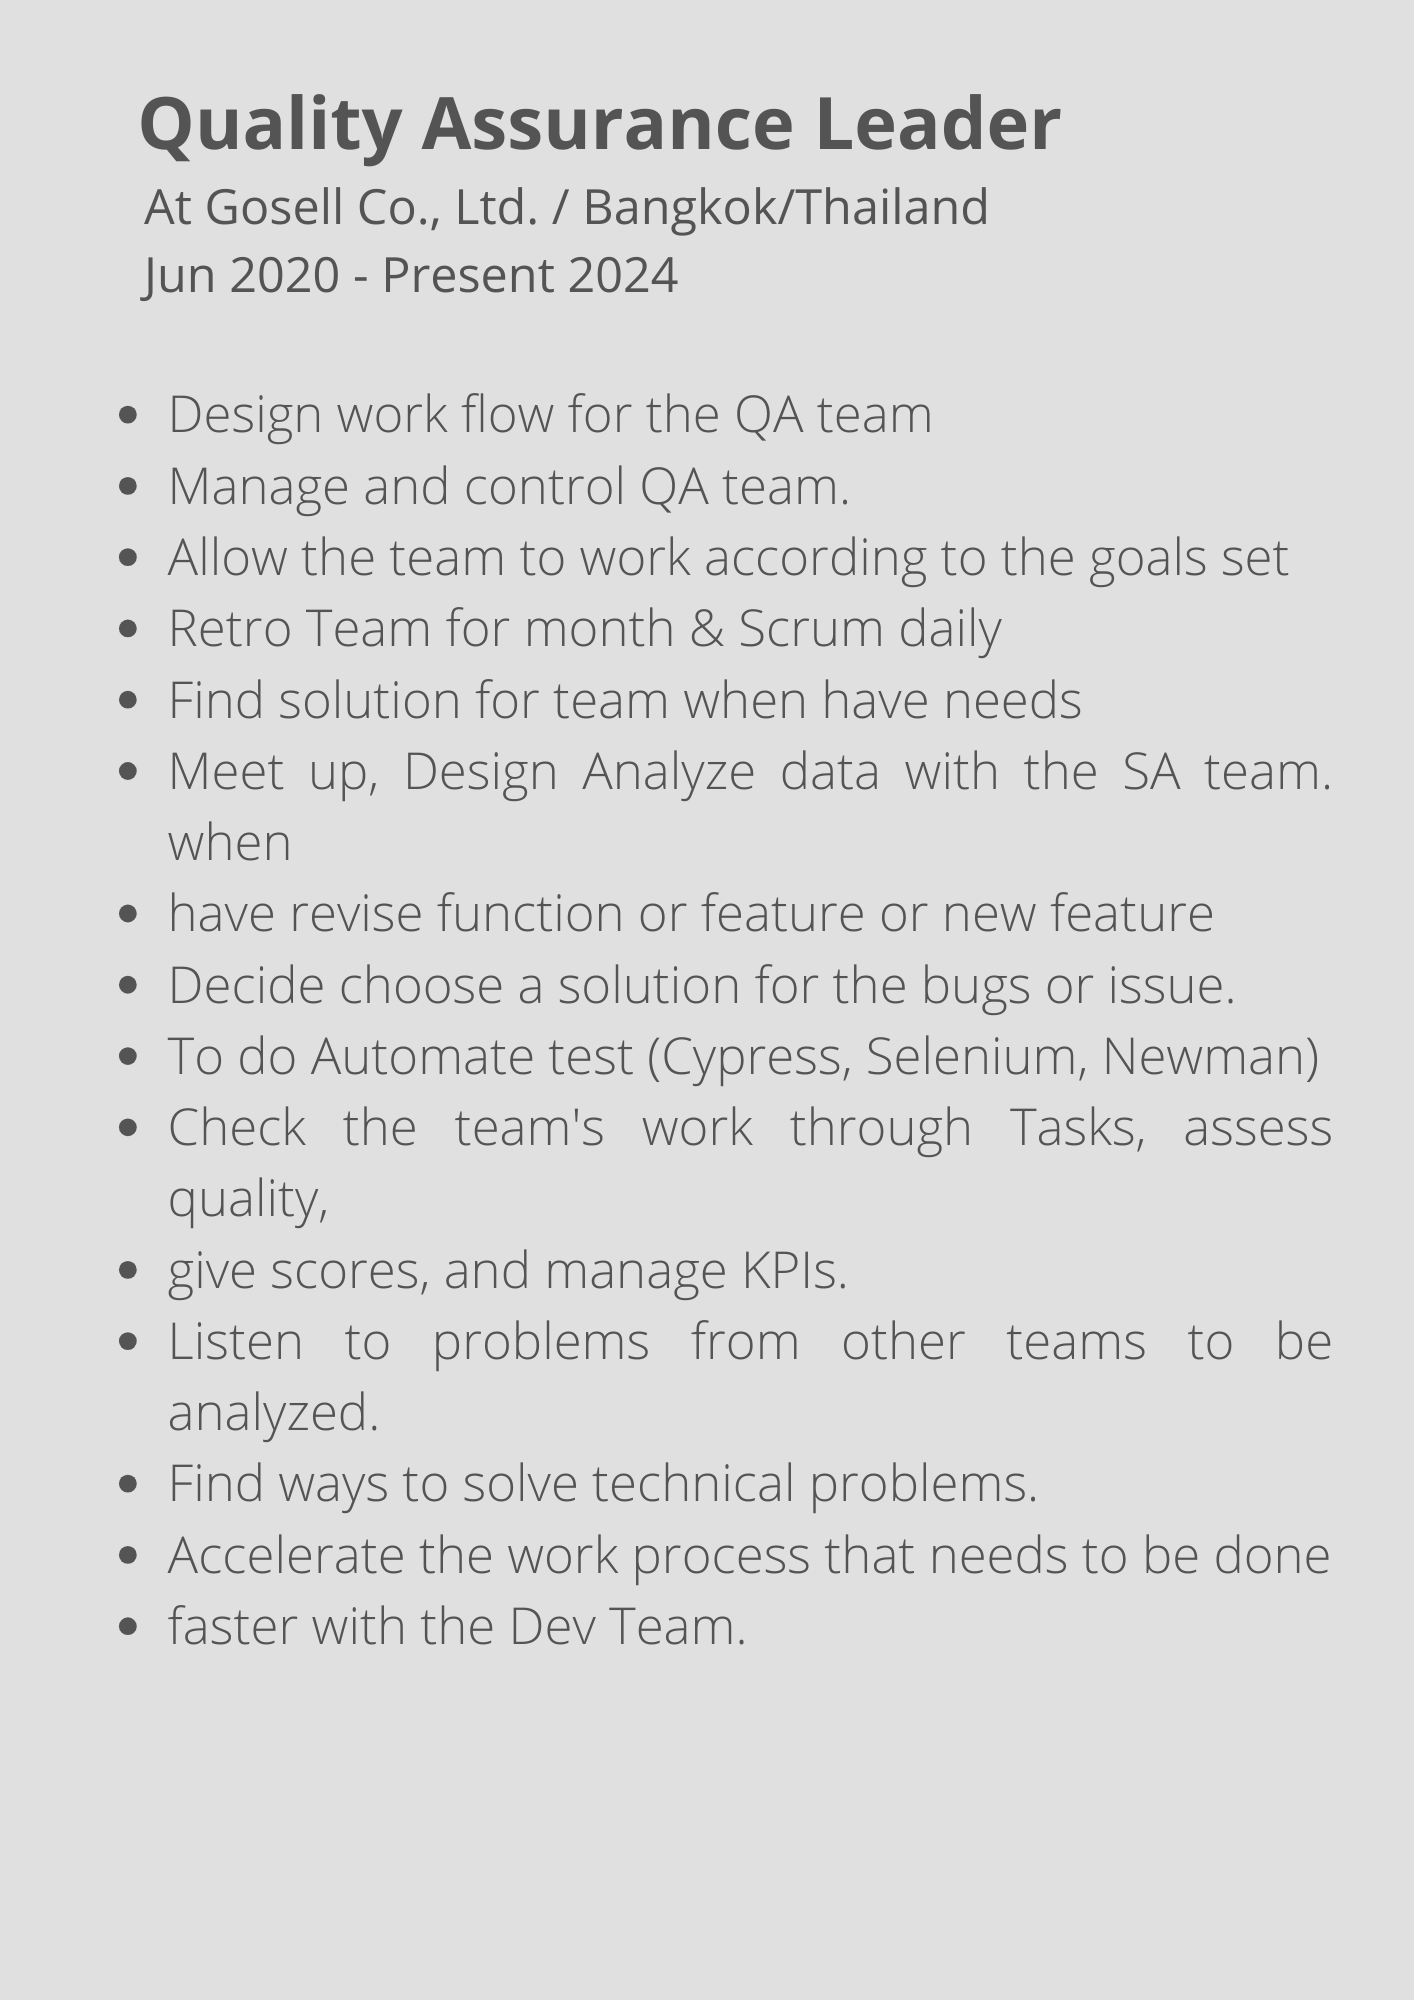 Quality Assurance Leader
At Gosell Co., Ltd. / Bangkok/Thailand
Jun 2020 - Present 2024
• Design work flow for the QA team
• Manage and control QA team.
• Allow the team to work according to the goals set
• Retro Team for month & Scrum daily
• Find solution for team when have needs
• Meet up, Design Analyze data with the SA team.
when
• have revise function or feature or new feature
• Decide choose a solution for the bugs or issue.
• To do Automate test (Cypress, Selenium, Newman)
• Check the team's work through Tasks, assess
quality,
• give scores, and manage KPIs.
• Listen to problems from other teams to be
analyzed.
• Find ways to solve technical problems.
• Accelerate the work process that needs to be done
• faster with the Dev Team.